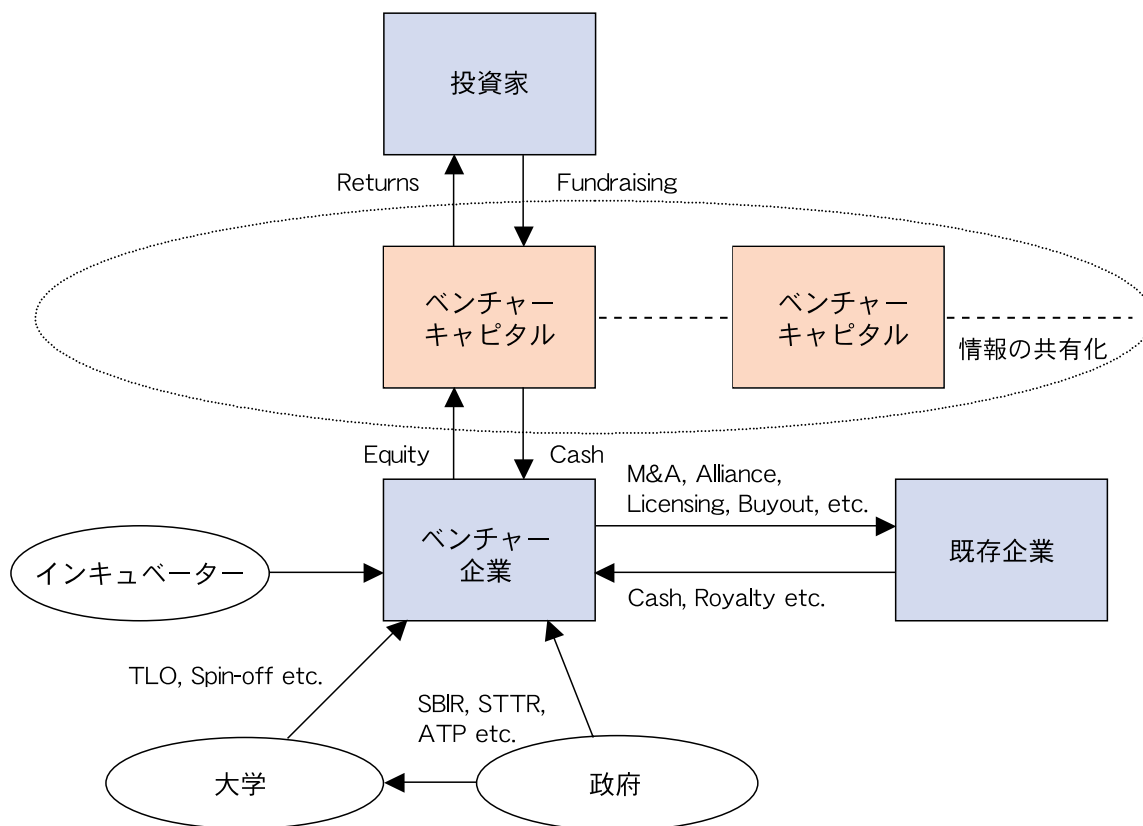 投資家
Returns
Fundraising
ベンチャー
キャピタル
ベンチャー
キャピタル
情報の共有化
Equity
Cash
M&A, Alliance,
Licensing, Buyout, etc.
ベンチャー
企業
既存企業
インキュベーター
Cash, Royalty etc.
TLO, Spin-off etc.
SBIR, STTR,
ATP etc.
大学
政府